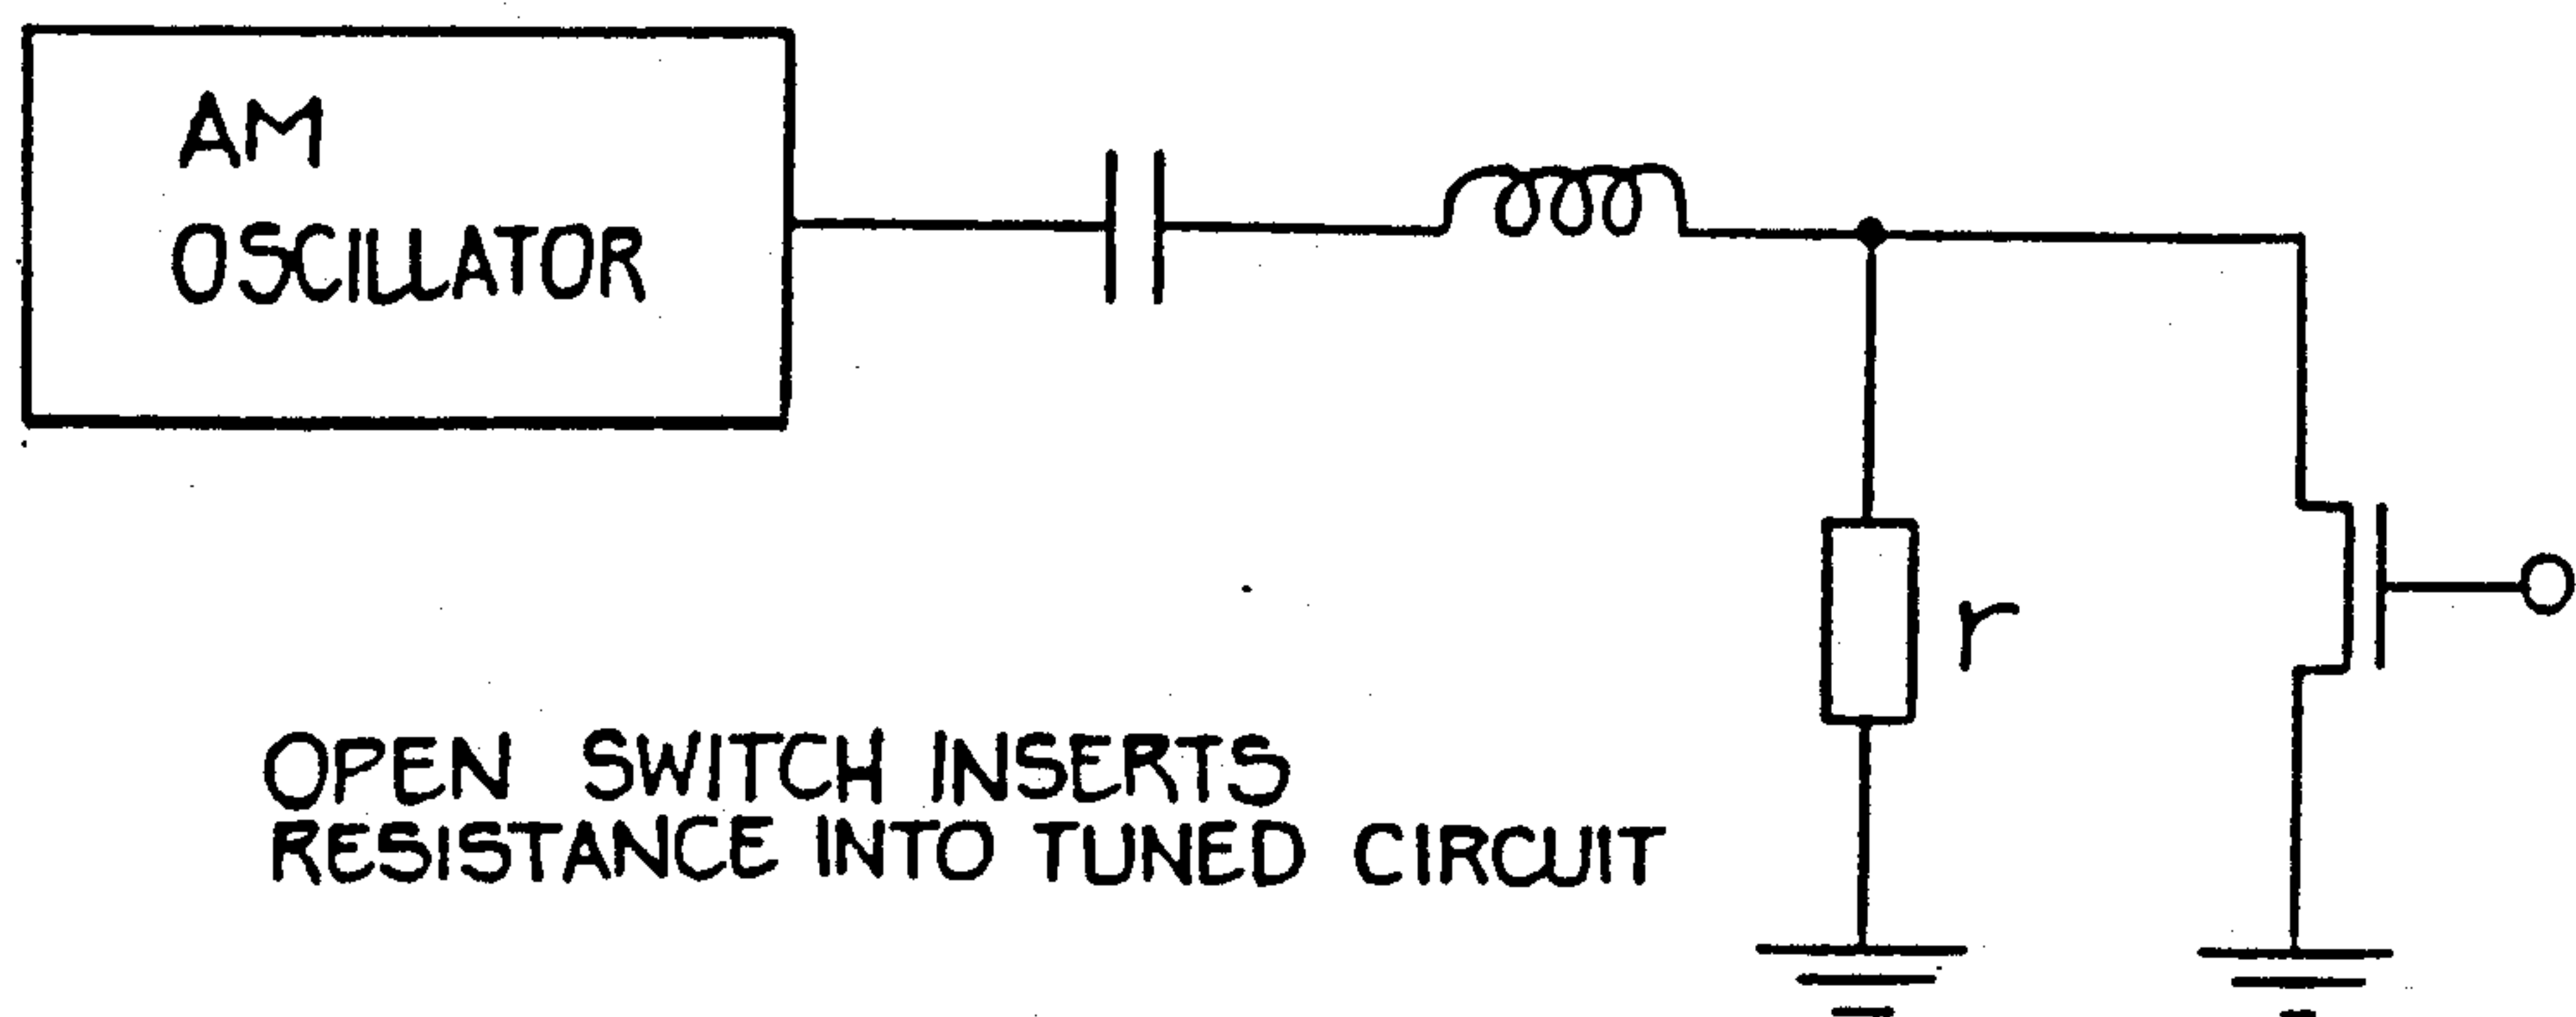 AM
OSCILLATOR
r
OPEN SWITCH INSERTS
RESISTANCE INTO TUNED CIRCUIT